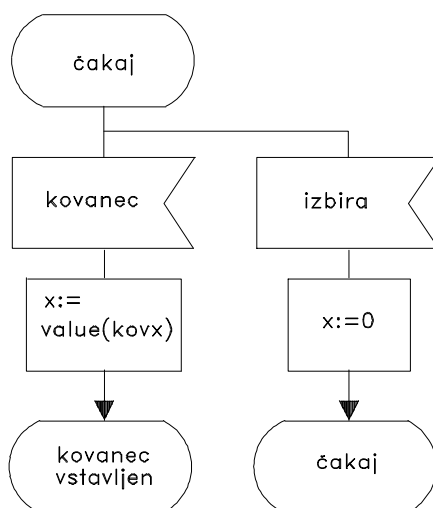 čakaj
kovanec
izbira
x:=
value(kovx)
x:=0
kovanec
vstavljen
čakaj